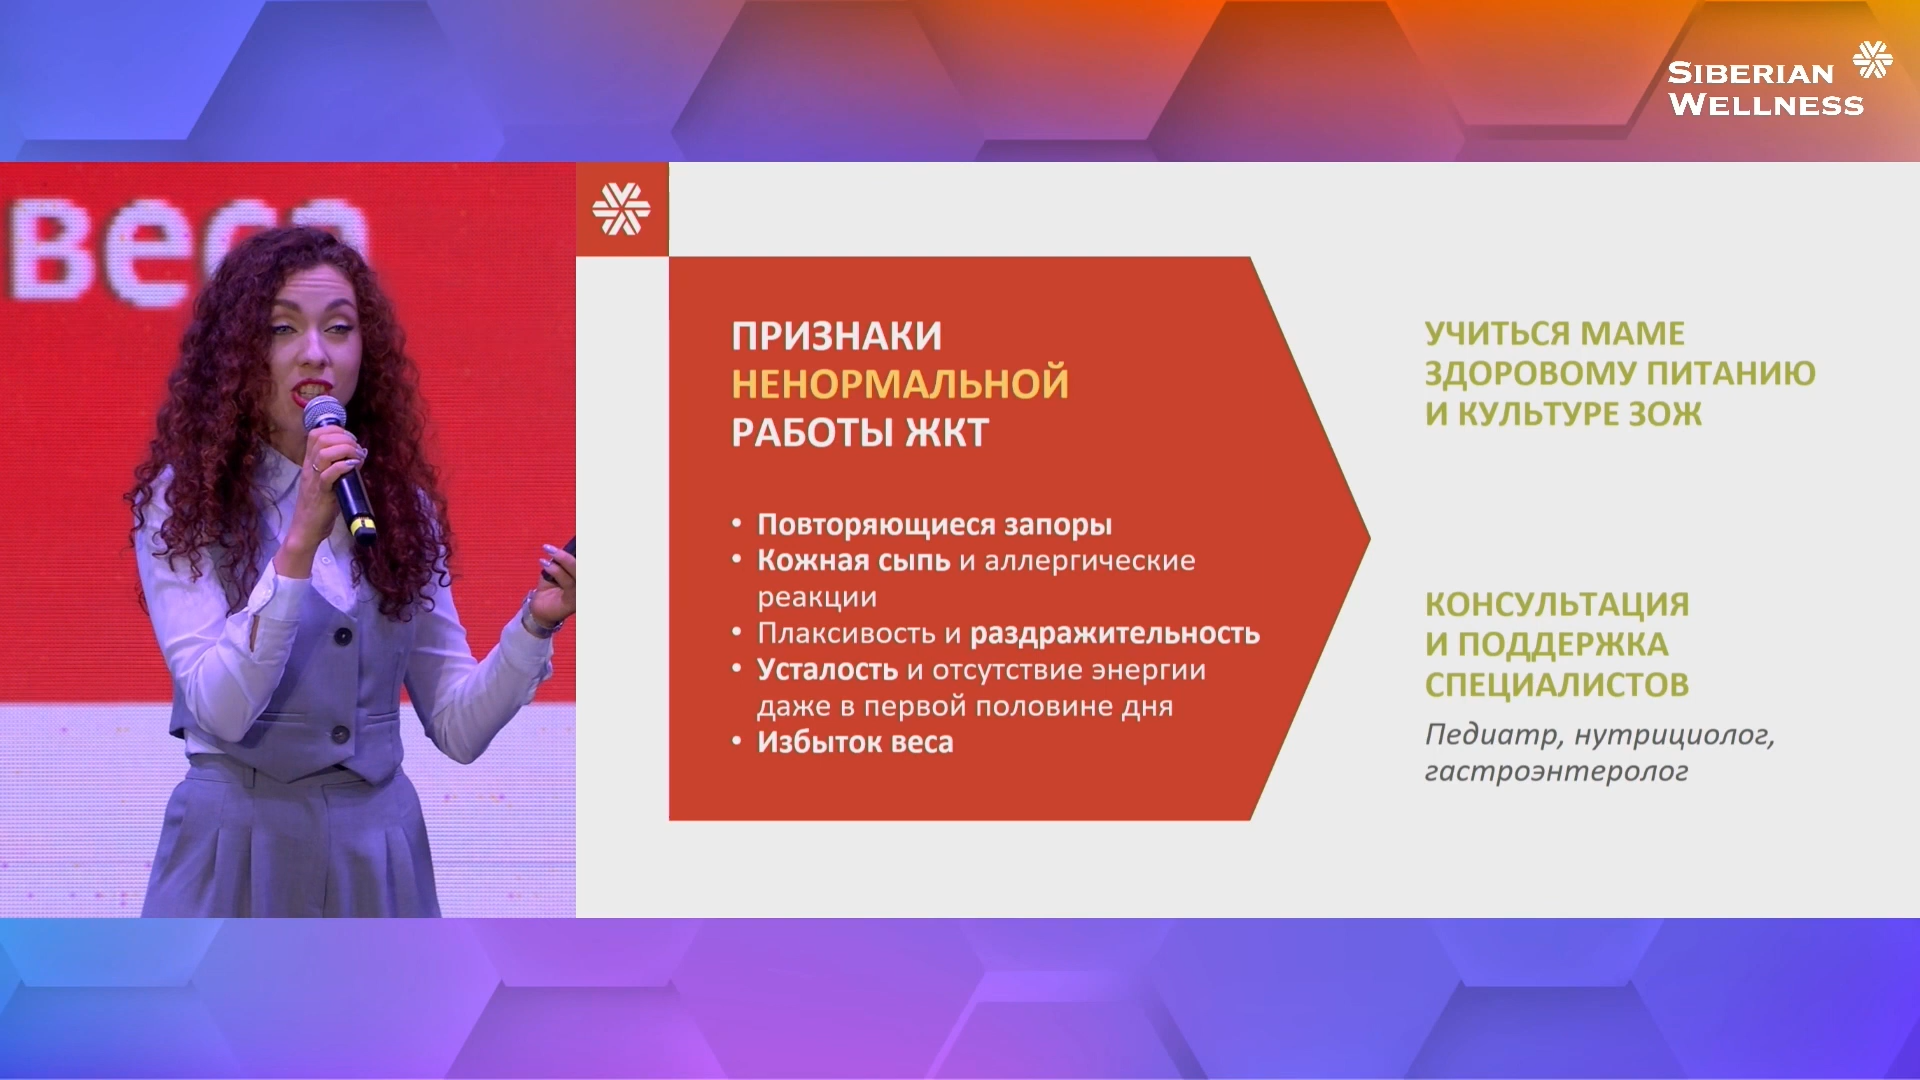 SIBERIAN
WELLNESS
веса
ПРИЗНАКИ
НЕНОРМАЛЬНОЙ
РАБОТЫ ЖКТ
• Повторяющиеся запоры
• Кожная сыпь и аллергические
реакции
• Плаксивость и раздражительность
• Усталость и отсутствие энергии
даже в первой половине дня
• Избыток веса
УЧИТЬСЯ МАМЕ
ЗДОРОВОМУ ПИТАНИЮ
И КУЛЬТУРЕ ЗОЖ
КОНСУЛЬТАЦИЯ
И ПОДДЕРЖКА
СПЕЦИАЛИСТОВ
Педиатр, нутрициолог,
гастроэнтеролог